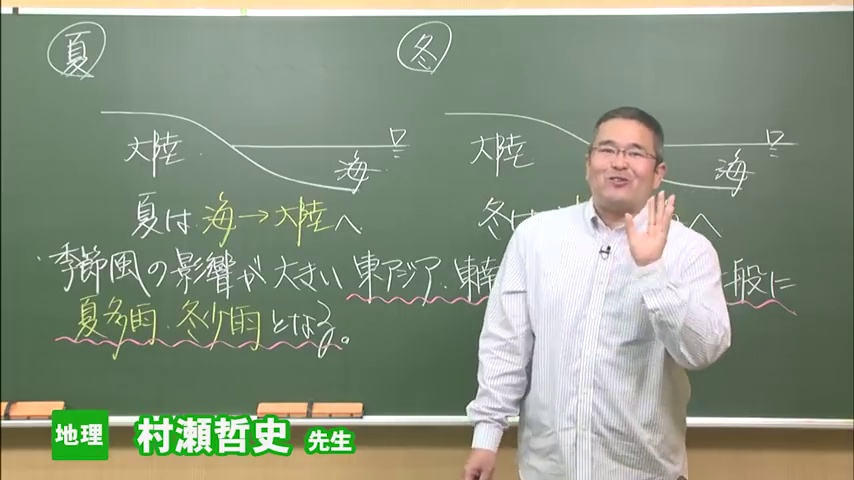 夏
冬
大陸
海
大陸
海
夏は 海→大陸へ
冬は
へ
季節風の影響が大きい 東アジア・東南
一般に
夏多雨・冬少雨となる。
地理 村瀬哲史 先生